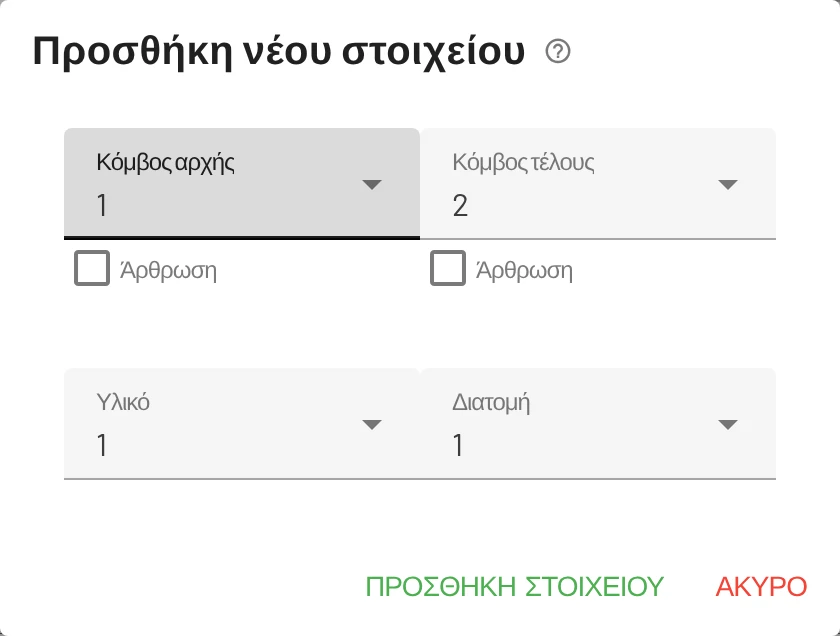 Προσθήκη νέου στοιχείου
Κόμβος αρχής Κόμβος τέλους
1 2
Άρθρωση Άρθρωση
Υλικό Διατομή
1 1
ΠΡΟΣΘΗΚΗ ΣΤΟΙΧΕΙΟΥ ΑΚΥΡΟ